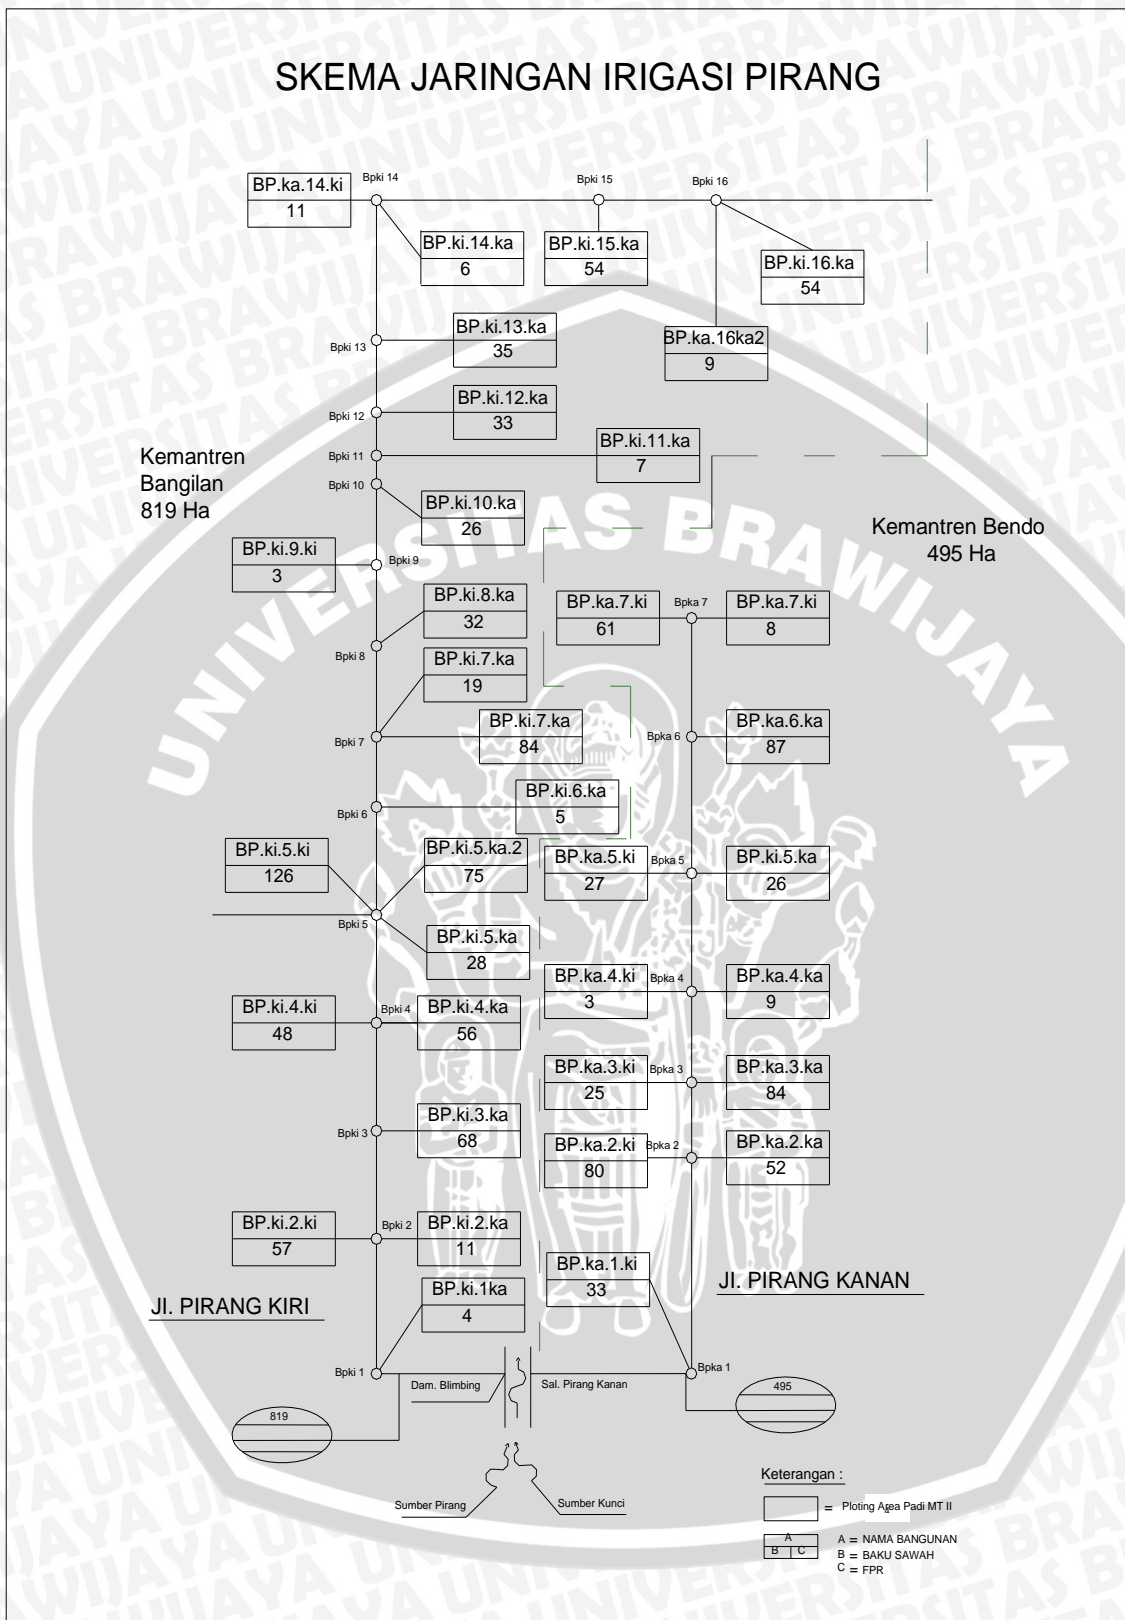 SKEMA JARINGAN IRIGASI PIRANG
BP.ka.14.ki
11
Bpki 14
Bpki 15
Bpki 16
BP.ki.14.ka
6
BP.ki.15.ka
54
BP.ki.16.ka
54
BP.ki.13.ka
35
Bpki 13
BP.ka.16ka2
9
BP.ki.12.ka
33
Bpki 12
BP.ki.11.ka
7
Bpki 11
Kemantren
Bangilan
819 Ha
Bpki 10
BP.ki.10.ka
26
Kemantren Bendo
495 Ha
BP.ki.9.ki
3
Bpki 9
BP.ki.8.ka
32
Bpki 8
BP.ka.7.ki
61
Bpka 7
BP.ka.7.ki
8
BP.ki.7.ka
19
BP.ki.7.ka
84
Bpki 7
Bpka 6
BP.ka.6.ka
87
BP.ki.6.ka
5
Bpki 6
BP.ki.5.ki
126
BP.ki.5.ka.2
75
BP.ka.5.ki
27
Bpka 5
BP.ki.5.ka
26
Bpki 5
BP.ki.5.ka
28
BP.ka.4.ki
3
Bpka 4
BP.ka.4.ka
9
BP.ki.4.ki
48
Bpki 4
BP.ki.4.ka
56
BP.ka.3.ki
25
Bpka 3
BP.ka.3.ka
84
BP.ki.3.ka
68
Bpki 3
BP.ka.2.ki
80
Bpka 2
BP.ka.2.ka
52
BP.ki.2.ki
57
Bpki 2
BP.ki.2.ka
11
BP.ka.1.ki
33
JI. PIRANG KANAN
BP.ki.1ka
4
JI. PIRANG KIRI
Bpki 1
Bpka 1
Dam. Blimbing
Sal. Pirang Kanan
819
495
Sumber Pirang
Sumber Kunci
Keterangan :
= Ploting Area Padi MT II
A
B C
A = NAMA BANGUNAN
B = BAKU SAWAH
C = FPR
UNIVERSITAS BRAWIJAYA